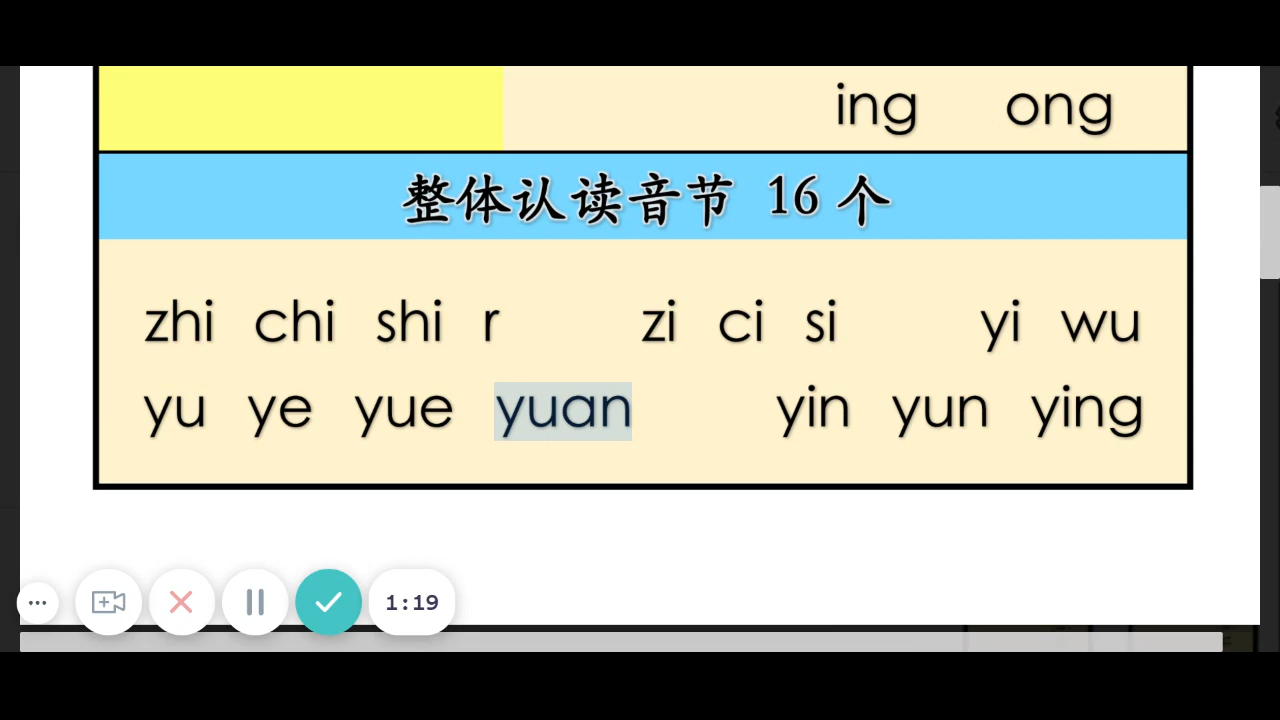 ing ong
整体认读音节 16 个
zhi chi shi r zi ci si yi wu
yu ye yue yuan yin yun ying
1:19